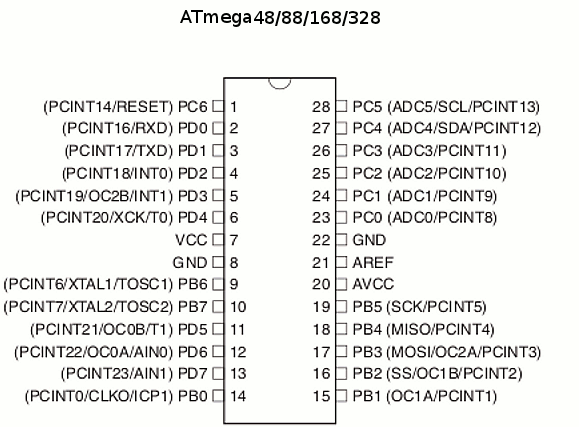 ATmega48/88/168/328
(PCINT14/RESET) PC6 1 28 PC5 (ADC5/SCL/PCINT13)
(PCINT16/RXD) PD0 2 27 PC4 (ADC4/SDA/PCINT12)
(PCINT17/TXD) PD1 3 26 PC3 (ADC3/PCINT11)
(PCINT18/INT0) PD2 4 25 PC2 (ADC2/PCINT10)
(PCINT19/OC2B/INT1) PD3 5 24 PC1 (ADC1/PCINT9)
(PCINT20/XCK/T0) PD4 6 23 PC0 (ADC0/PCINT8)
VCC 7 22 GND
GND 8 21 AREF
(PCINT6/XTAL1/TOSC1) PB6 9 20 AVCC
(PCINT7/XTAL2/TOSC2) PB7 10 19 PB5 (SCK/PCINT5)
(PCINT21/OC0B/T1) PD5 11 18 PB4 (MISO/PCINT4)
(PCINT22/OC0A/AIN0) PD6 12 17 PB3 (MOSI/OC2A/PCINT3)
(PCINT23/AIN1) PD7 13 16 PB2 (SS/OC1B/PCINT2)
(PCINT0/CLKO/ICP1) PB0 14 15 PB1 (OC1A/PCINT1)